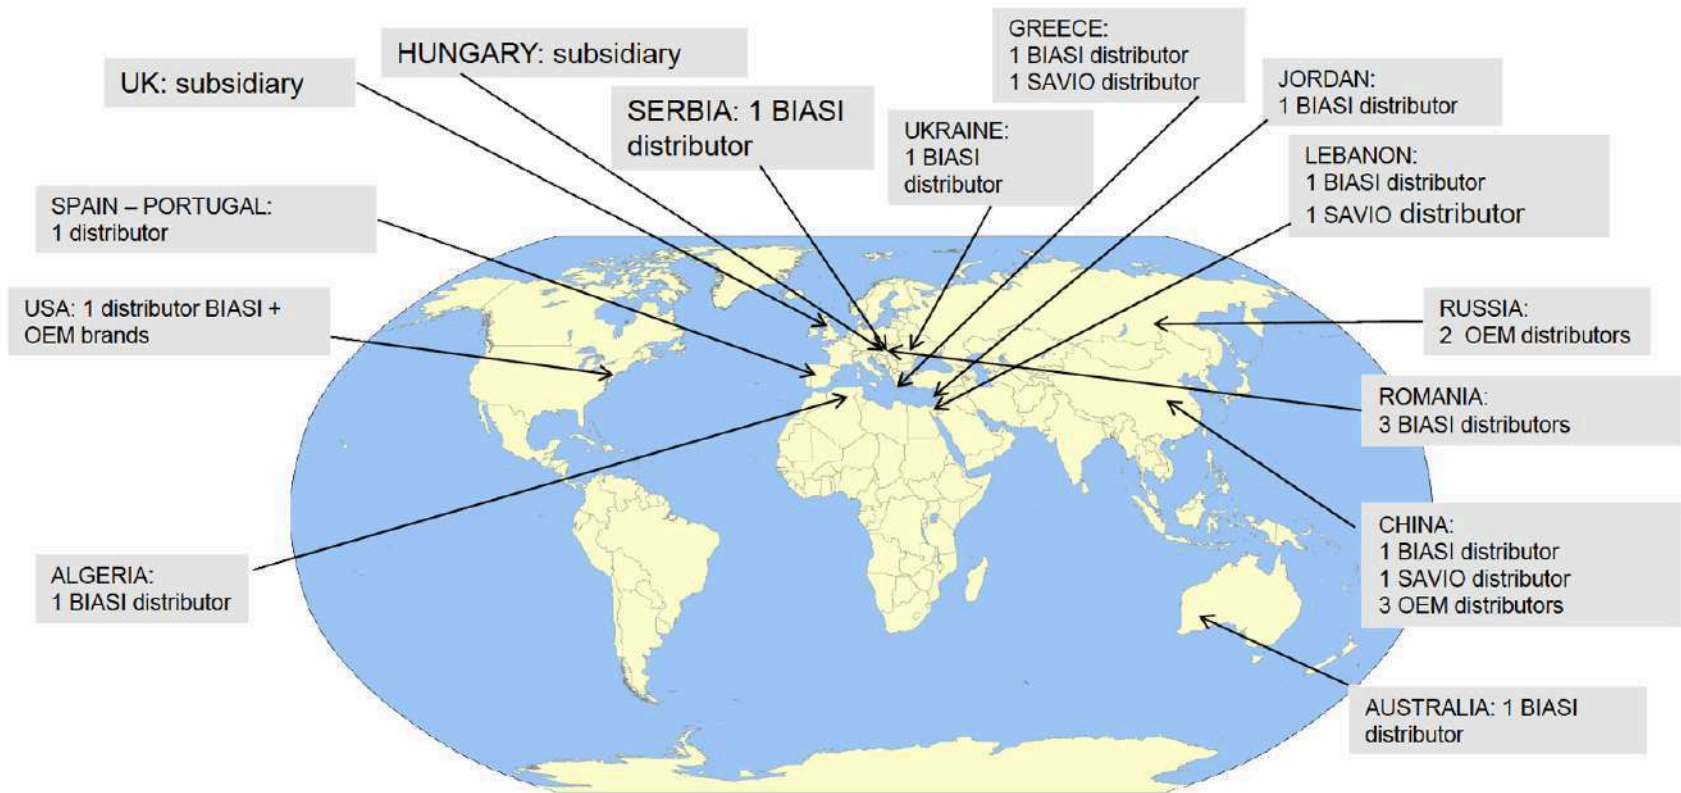 GREECE:
1 BIASI distributor
1 SAVIO distributor
HUNGARY: subsidiary
UK: subsidiary
JORDAN:
1 BIASI distributor
SERBIA: 1 BIASI
distributor
UKRAINE:
1 BIASI
distributor
LEBANON:
1 BIASI distributor
1 SAVIO distributor
SPAIN – PORTUGAL:
1 distributor
USA: 1 distributor BIASI +
OEM brands
RUSSIA:
2 OEM distributors
ROMANIA:
3 BIASI distributors
CHINA:
1 BIASI distributor
1 SAVIO distributor
3 OEM distributors
ALGERIA:
1 BIASI distributor
AUSTRALIA: 1 BIASI
distributor